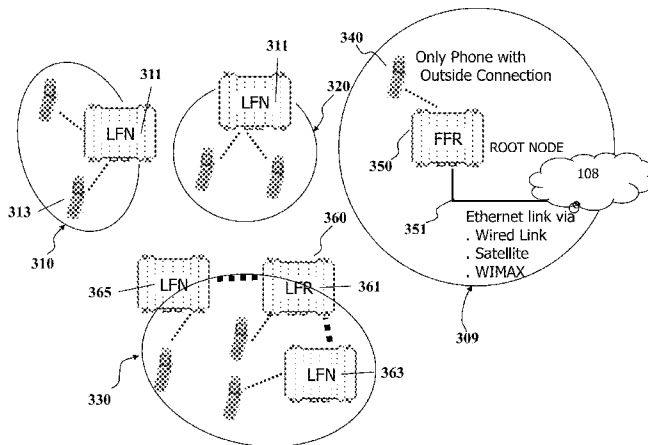 340
Only Phone with
Outside Connection
311
311
LFN
LFN
320
FFR
350
ROOT NODE
108
313
351
Ethernet link via
. Wired Link
. Satellite
. WIMAX
310
360
LFN
LFR
365
361
309
330
LFN
363